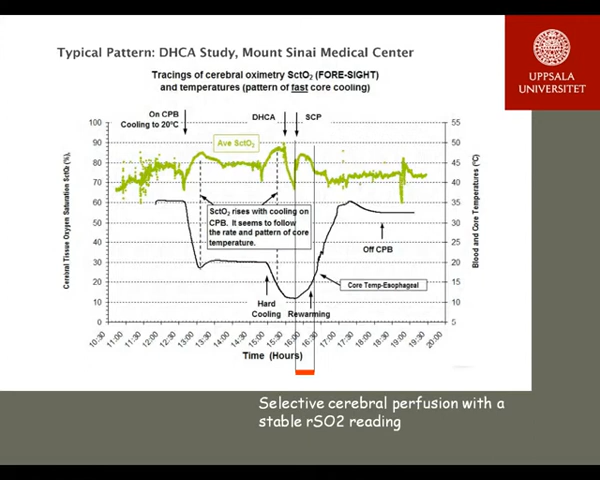 Typical Pattern: DHCA Study, Mount Sinai Medical Center
UPPSALA
UNIVERSITET
Tracings of cerebral oximetry SctO₂ (FORE-SIGHT)
and temperatures (pattern of fast core cooling)
On CPB
Cooling to 20ºC
DHCA
SCP
Ave SctO₂
100
90
80
70
60
50
40
30
20
10
0
55
50
45
40
35
30
25
20
15
10
5
Cerebral Tissue Oxygen Saturation SctO₂ (%),
Blood and Core Temperatures (ºC)
SctO₂ rises with cooling on
CPB. It seems to follow
the rate and pattern of core
temperature.
Off CPB
Core Temp-Esophageal
Hard
Cooling
Rewarming
10:30
11:00
11:30
12:00
12:30
13:00
13:30
14:00
14:30
15:00
15:30
16:00
16:30
17:00
17:30
18:00
18:30
19:00
19:30
20:00
Time (Hours)
Selective cerebral perfusion with a
stable rSO2 reading